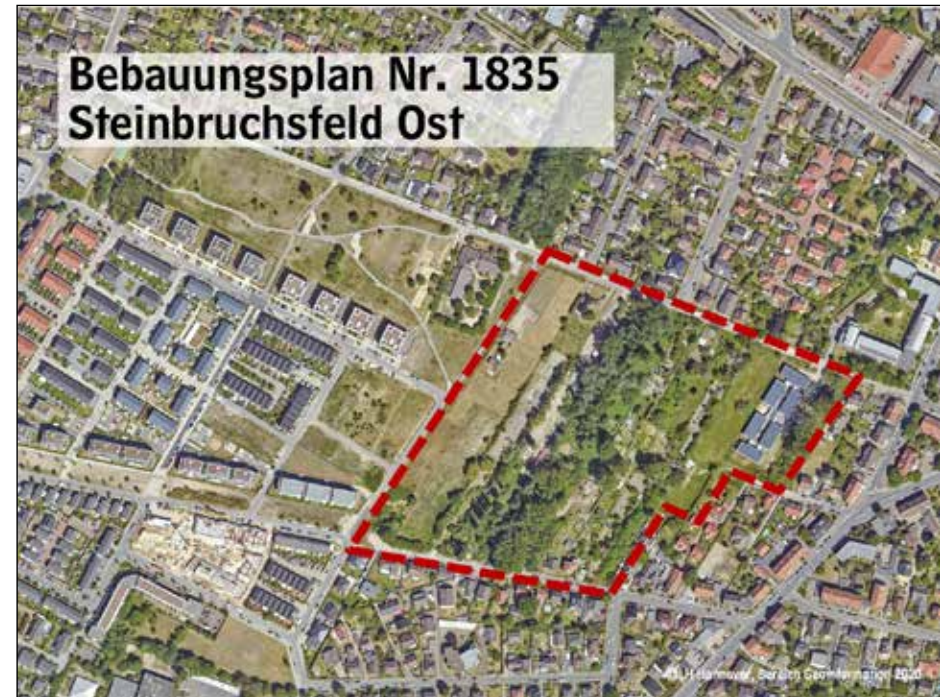 Bebauungsplan Nr. 1835
Steinbruchsfeld Ost
Hannover, Bereich Geoinformation 2020